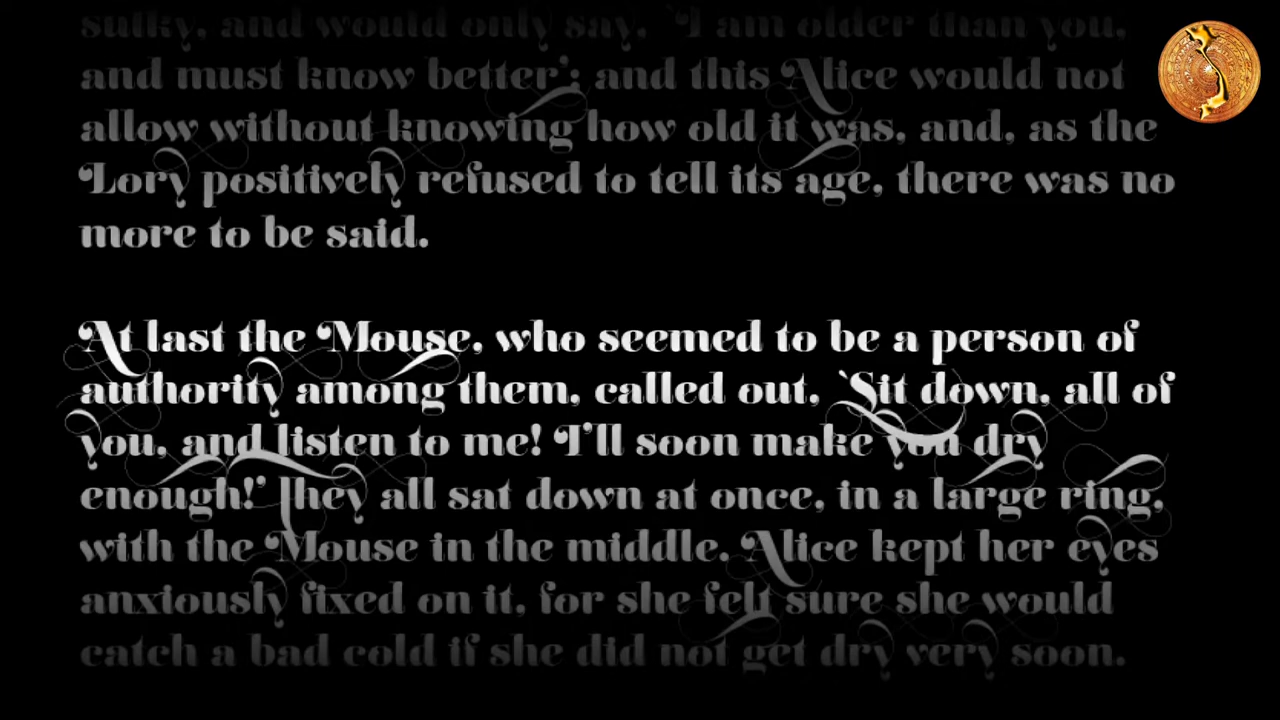 sulky, and would only say, `I am older than you,
and must know better'; and this Alice would not
allow without knowing how old it was, and, as the
Lory positively refused to tell its age, there was no
more to be said.
At last the Mouse, who seemed to be a person of
authority among them, called out, `Sit down, all of
you, and listen to me! I'll soon make you dry
enough!' They all sat down at once, in a large ring,
with the Mouse in the middle. Alice kept her eyes
anxiously fixed on it, for she felt sure she would
catch a bad cold if she did not get dry very soon.